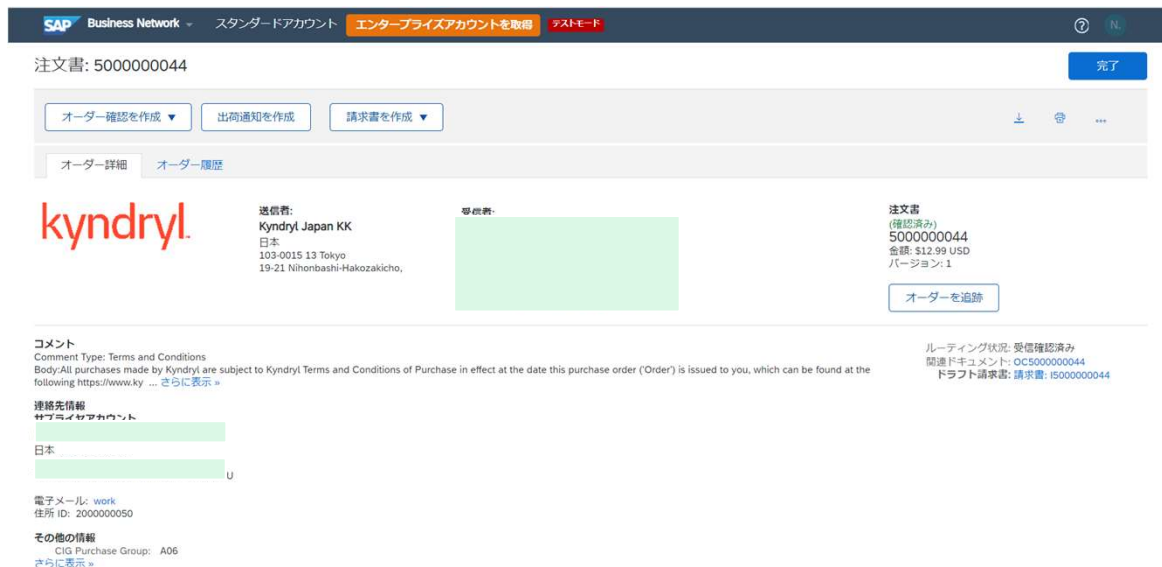 SAP Business Network スタンダードアカウント エンタープライズアカウントを取得 テストモード ? N.
注文書: 5000000044 完了
オーダー確認を作成 ▼ 出荷通知を作成 請求書を作成 ▼ ...
オーダー詳細 オーダー履歴
kyndryl.
送信者:
Kyndryl Japan KK
日本
103-0015 13 Tokyo
19-21 Nihonbashi-Hakozakicho,
受信者:
注文書
(確認済み)
5000000044
金額: $12.99 USD
バージョン: 1
オーダーを追跡
コメント
Comment Type: Terms and Conditions
Body:All purchases made by Kyndryl are subject to Kyndryl Terms and Conditions of Purchase in effect at the date this purchase order ('Order') is issued to you, which can be found at the
following https://www.ky ... さらに表示 »
ルーティング状況: 受信確認済み
関連ドキュメント: OC5000000044
ドラフト請求書: 請求書: I5000000044
連絡先情報
サプライヤアカウント
日本
U
電子メール: work
住所 ID: 2000000050
その他の情報
CIG Purchase Group: A06
さらに表示 »